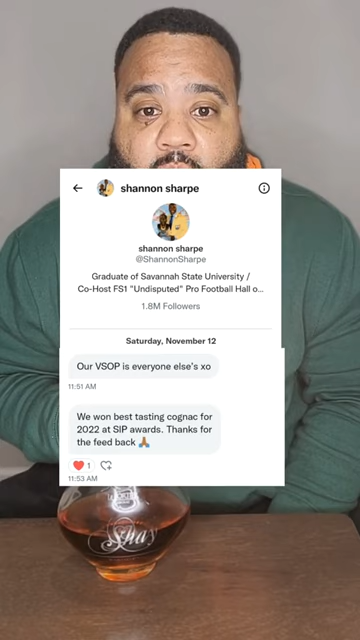 shannon sharpe
shannon sharpe
@ShannonSharpe
Graduate of Savannah State University /
Co-Host FS1 "Undisputed" Pro Football Hall o...
1.8M Followers
Saturday, November 12
Our VSOP is everyone else's xo
11:51 AM
We won best tasting cognac for
2022 at SIP awards. Thanks for
the feed back 🙏🏾
1
11:53 AM